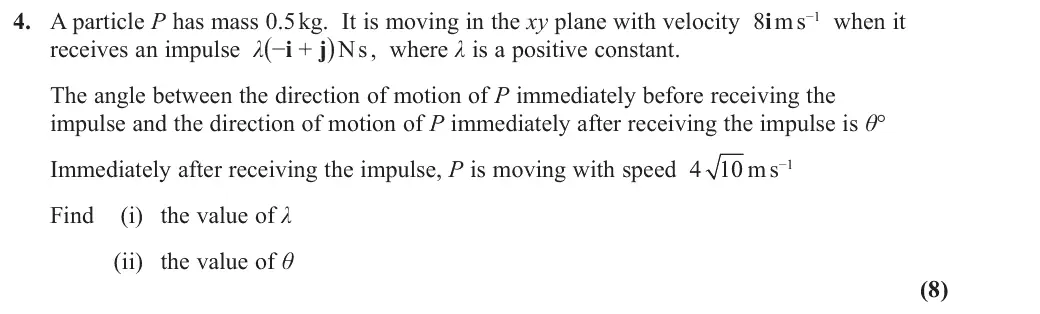 4. A particle P has mass 0.5 kg. It is moving in the xy plane with velocity 8i m s⁻¹ when it
receives an impulse λ(−i + j) N s, where λ is a positive constant.
The angle between the direction of motion of P immediately before receiving the
impulse and the direction of motion of P immediately after receiving the impulse is θ°
Immediately after receiving the impulse, P is moving with speed 4√10 m s⁻¹
Find (i) the value of λ
(ii) the value of θ
(8)